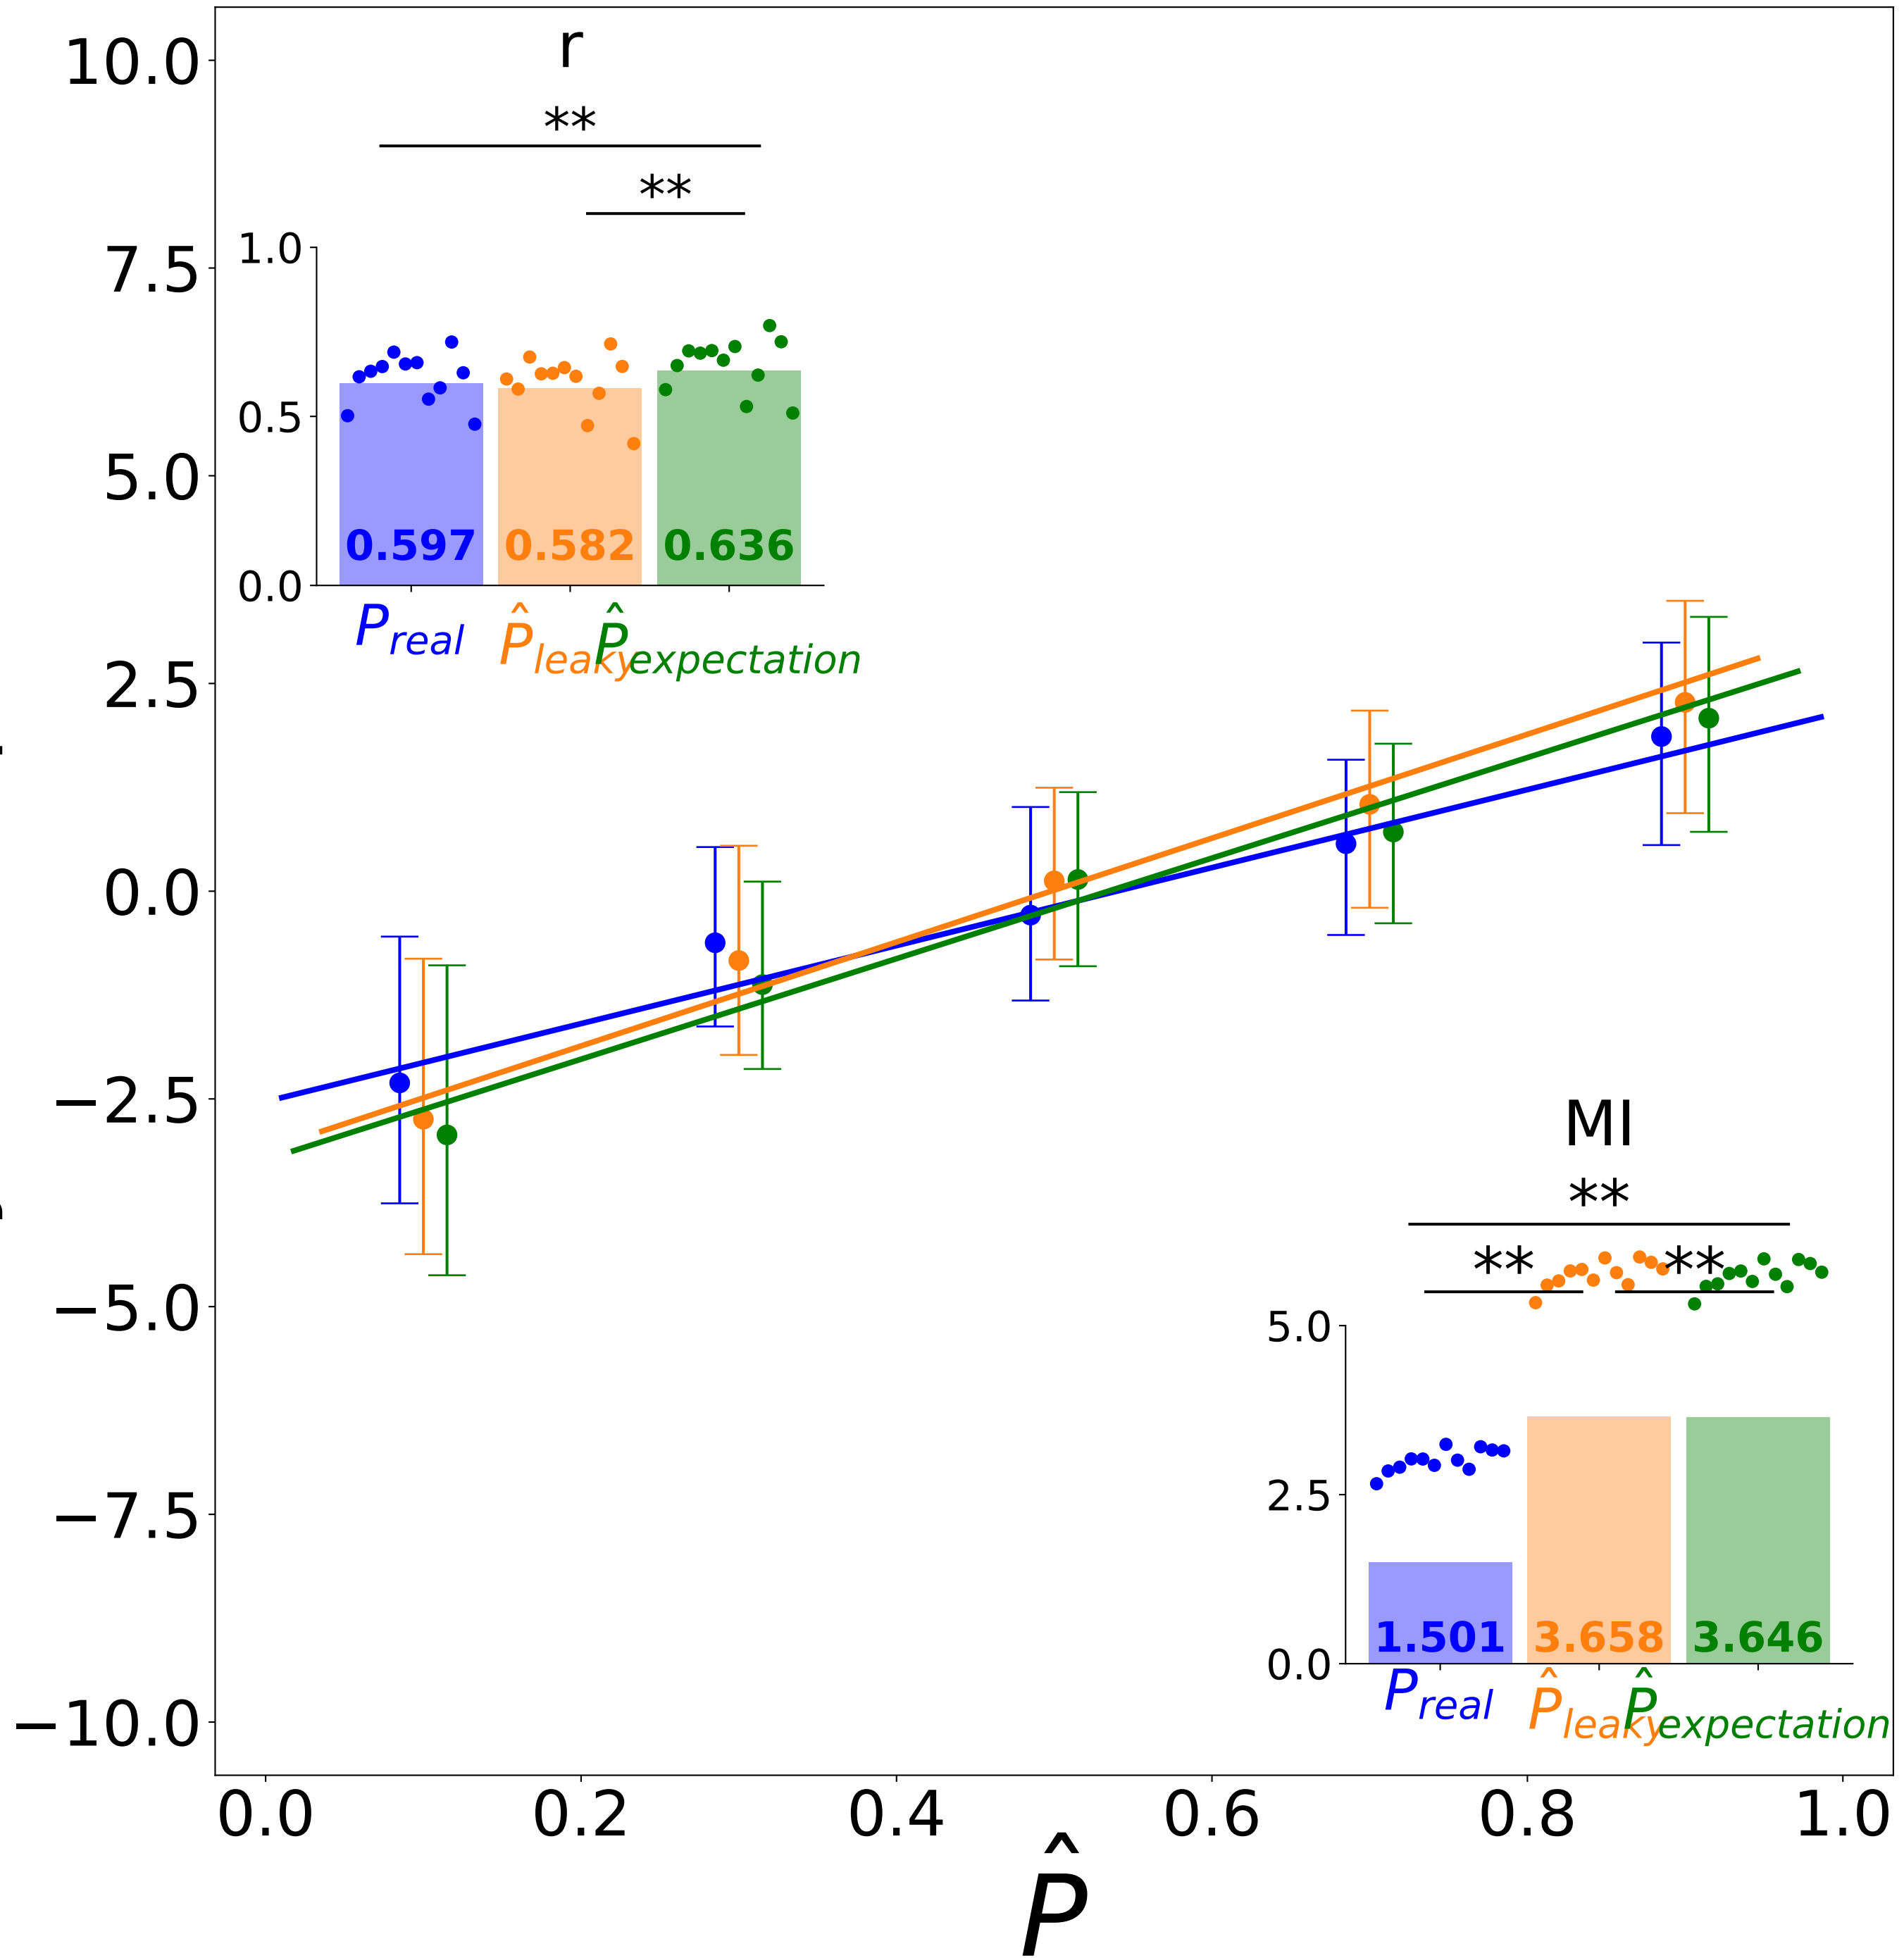 r
**
**
1.0
0.5
0.0
0.597 0.582 0.636
P_real P̂_leaky P̂_expectation
10.0
7.5
5.0
2.5
0.0
−2.5
−5.0
−7.5
−10.0
MI
**
** **
5.0
2.5
0.0
1.501 3.658 3.646
P_real P̂_leaky P̂_expectation
0.0 0.2 0.4 0.6 0.8 1.0
P̂